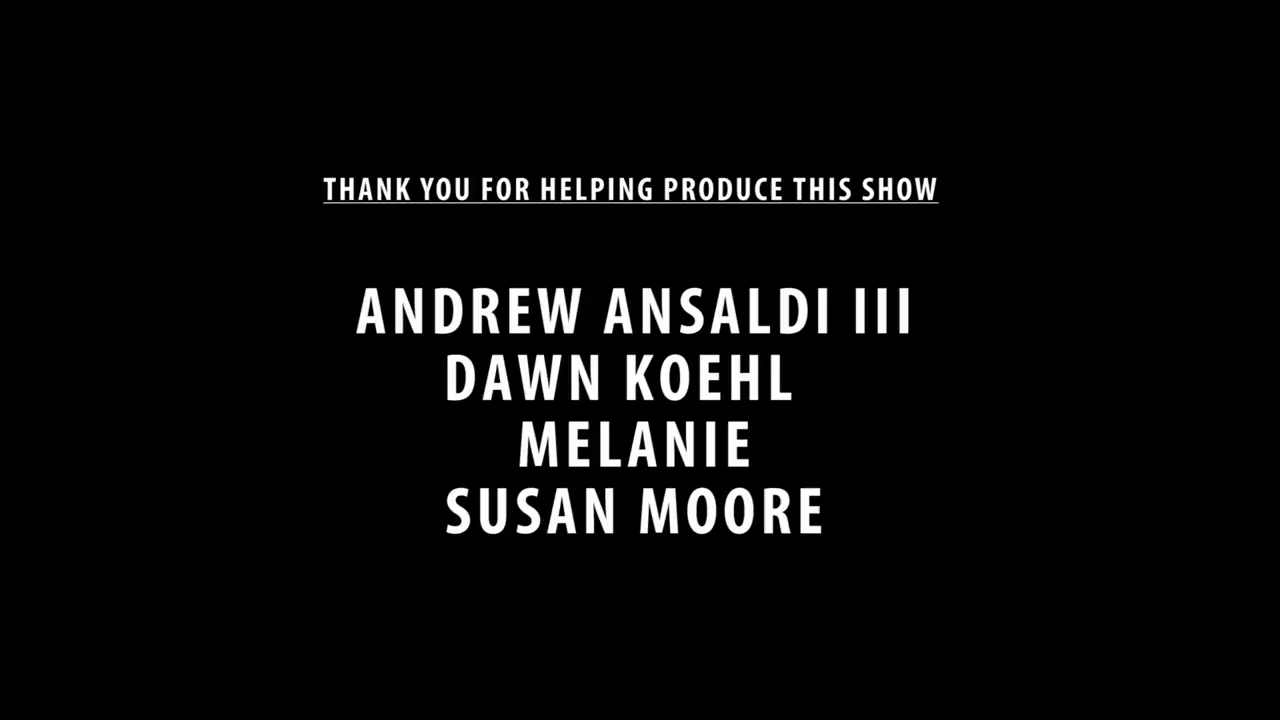 THANK YOU FOR HELPING PRODUCE THIS SHOW
ANDREW ANSALDI III
DAWN KOEHL
MELANIE
SUSAN MOORE